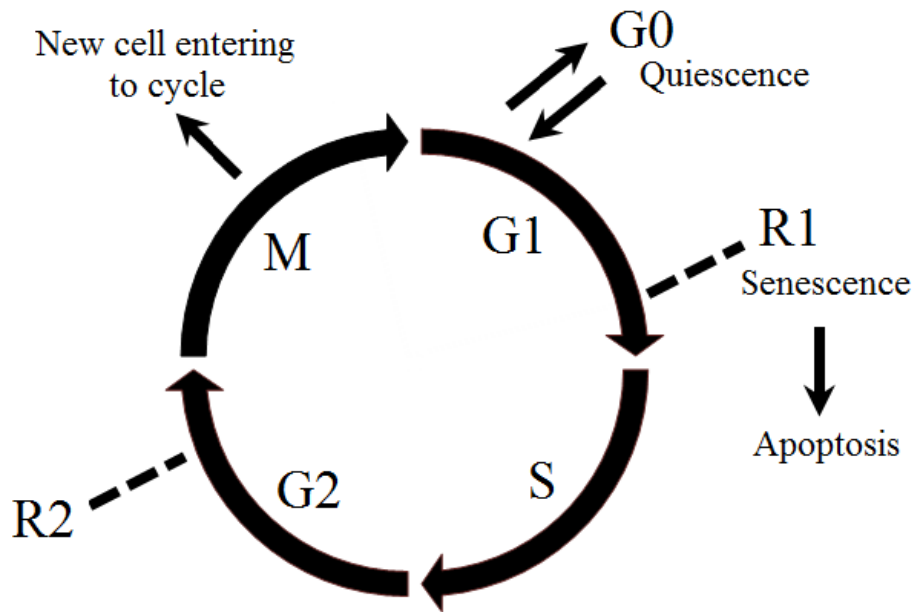 New cell entering
to cycle
G0
Quiescence
M
G1
R1
Senescence
Apoptosis
S
G2
R2